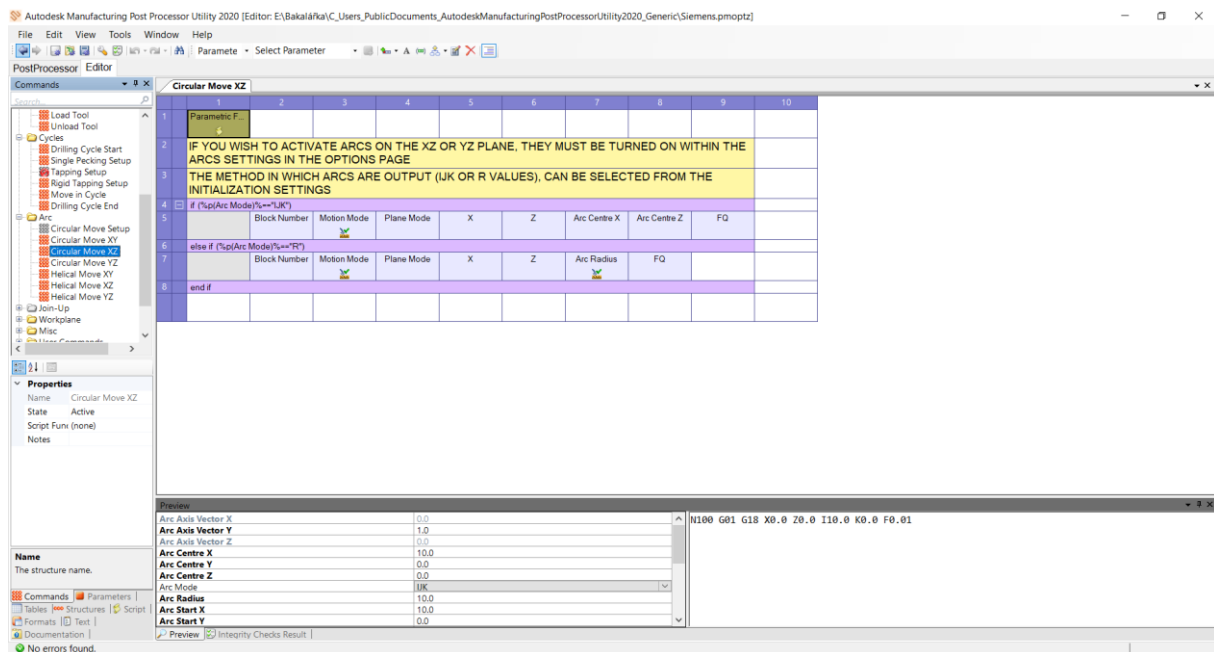 Autodesk Manufacturing Post Processor Utility 2020 [Editor: E:\Bakalářka\C_Users_PublicDocuments_AutodeskManufacturingPostProcessorUtility2020_Generic\Siemens.pmoptz]
File Edit View Tools Window Help
Paramete Select Parameter
PostProcessor Editor
Commands
Search...
Load Tool
Unload Tool
Cycles
Drilling Cycle Start
Single Pecking Setup
Tapping Setup
Rigid Tapping Setup
Move in Cycle
Drilling Cycle End
Arc
Circular Move Setup
Circular Move XY
Circular Move XZ
Circular Move YZ
Helical Move XY
Helical Move XZ
Helical Move YZ
Join-Up
Workplane
Misc
User Commands
Properties
Name Circular Move XZ
State Active
Script Func (none)
Notes
Name
The structure name.
Commands Parameters
Tables Structures Script
Formats Text
Documentation
Circular Move XZ
1 2 3 4 5 6 7 8 9 10
1 Parametric F...
2 IF YOU WISH TO ACTIVATE ARCS ON THE XZ OR YZ PLANE, THEY MUST BE TURNED ON WITHIN THE
ARCS SETTINGS IN THE OPTIONS PAGE
3 THE METHOD IN WHICH ARCS ARE OUTPUT (IJK OR R VALUES), CAN BE SELECTED FROM THE
INITIALIZATION SETTINGS
4 if (%p(Arc Mode)%=="IJK")
5 Block Number Motion Mode Plane Mode X Z Arc Centre X Arc Centre Z FQ
6 else if (%p(Arc Mode)%=="R")
7 Block Number Motion Mode Plane Mode X Z Arc Radius FQ
8 end if
Preview
Arc Axis Vector X 0.0
Arc Axis Vector Y 1.0
Arc Axis Vector Z 0.0
Arc Centre X 10.0
Arc Centre Y 0.0
Arc Centre Z 0.0
Arc Mode IJK
Arc Radius 10.0
Arc Start X 10.0
Arc Start Y 0.0
N100 G01 G18 X0.0 Z0.0 I10.0 K0.0 F0.01
Preview Integrity Checks Result
No errors found.